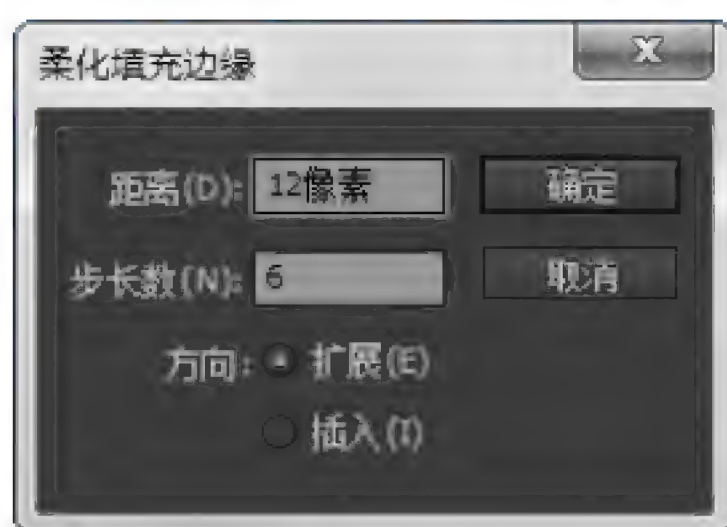 柔化填充边缘
距离(D): 12像素 确定
步长数(N): 6 取消
方向: 扩展(E)
插入(I)